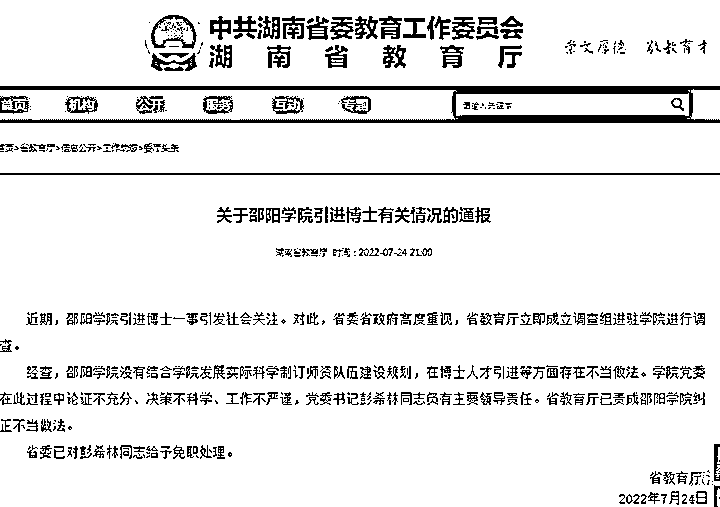 中共湖南省委教育工作委员会
湖南省教育厅
崇文厚德 敬教育才
首页 机构 公开 服务 互动 专题
请输入关键字
首页>省教育厅>信息公开>工作动态>委厅头条
关于邵阳学院引进博士有关情况的通报
湖南省教育厅 时间：2022-07-24 21:00
近期，邵阳学院引进博士一事引发社会关注。对此，省委省政府高度重视，省教育厅立即成立调查组进驻学院进行调
查。
经查，邵阳学院没有结合学院发展实际科学制订师资队伍建设规划，在博士人才引进等方面存在不当做法。学院党委
在此过程中论证不充分、决策不科学、工作不严谨，党委书记彭希林同志负有主要领导责任。省教育厅已责成邵阳学院纠
正不当做法。
省委已对彭希林同志给予免职处理。
省教育厅
2022年7月24日